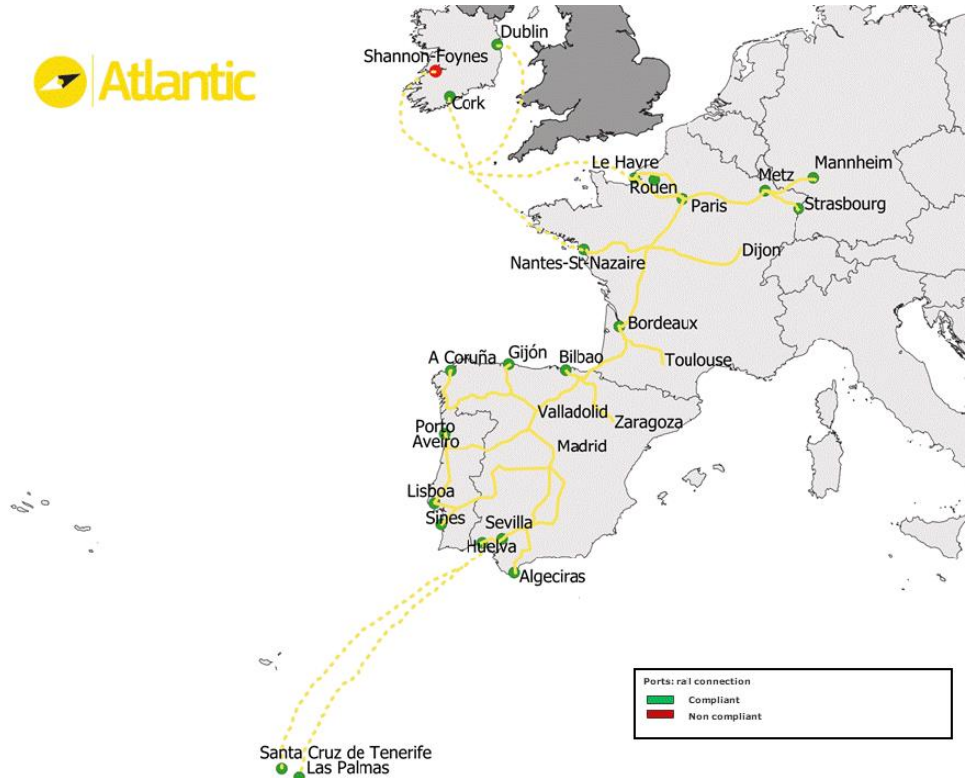 Atlantic
Dublin
Shannon-Foynes
Cork
Le Havre
Rouen
Paris
Metz
Mannheim
Strasbourg
Nantes-St-Nazaire
Dijon
Bordeaux
Toulouse
A Coruña
Gijón
Bilbao
Valladolid
Zaragoza
Porto
Aveiro
Madrid
Lisboa
Sines
Sevilla
Huelva
Algeciras
Santa Cruz de Tenerife
Las Palmas
Ports: rail connection
Compliant
Non compliant